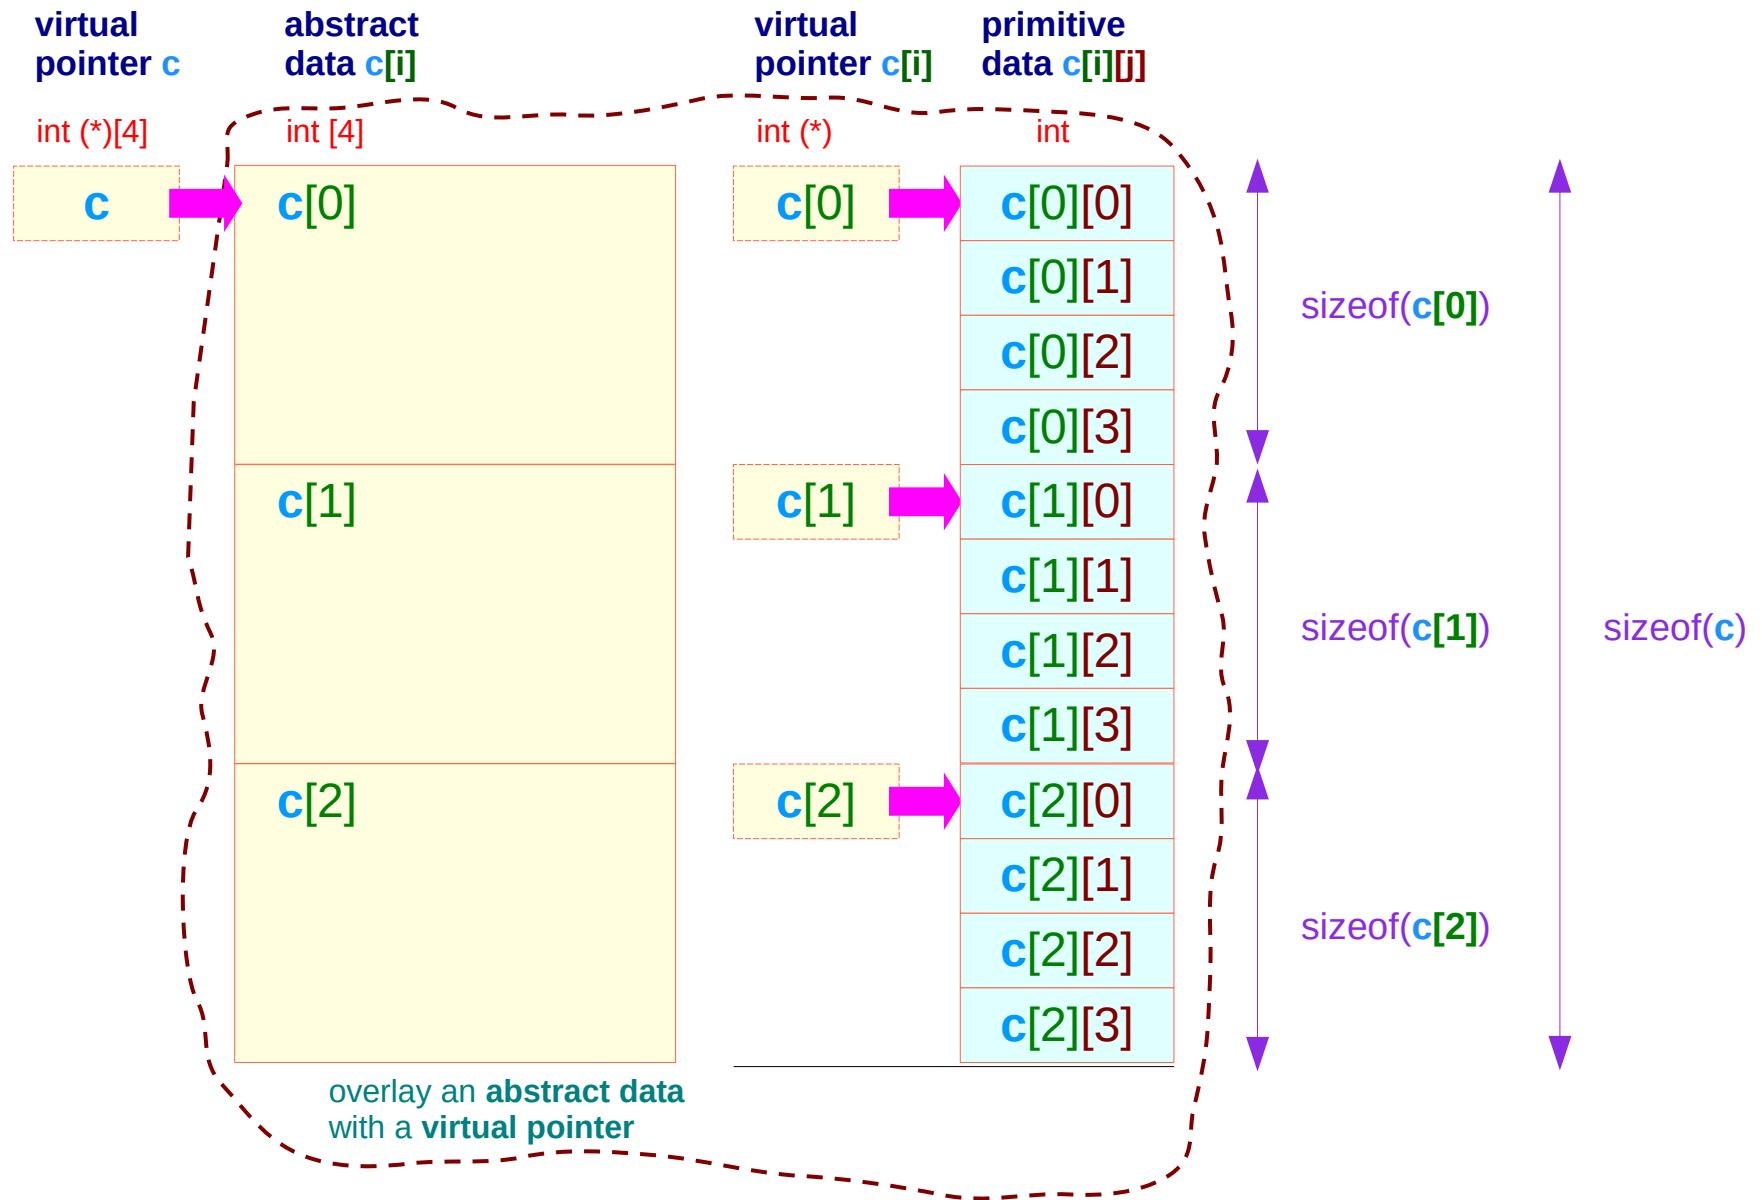 virtual
pointer c
abstract
data c[i]
virtual
pointer c[i]
primitive
data c[i][j]
int (*)[4]
int [4]
int (*)
int
c
c[0]
c[0]
c[0][0]
c[0][1]
c[0][2]
c[0][3]
sizeof(c[0])
c[1]
c[1]
c[1][0]
c[1][1]
c[1][2]
c[1][3]
sizeof(c[1])
sizeof(c)
c[2]
c[2]
c[2][0]
c[2][1]
c[2][2]
c[2][3]
sizeof(c[2])
overlay an abstract data
with a virtual pointer